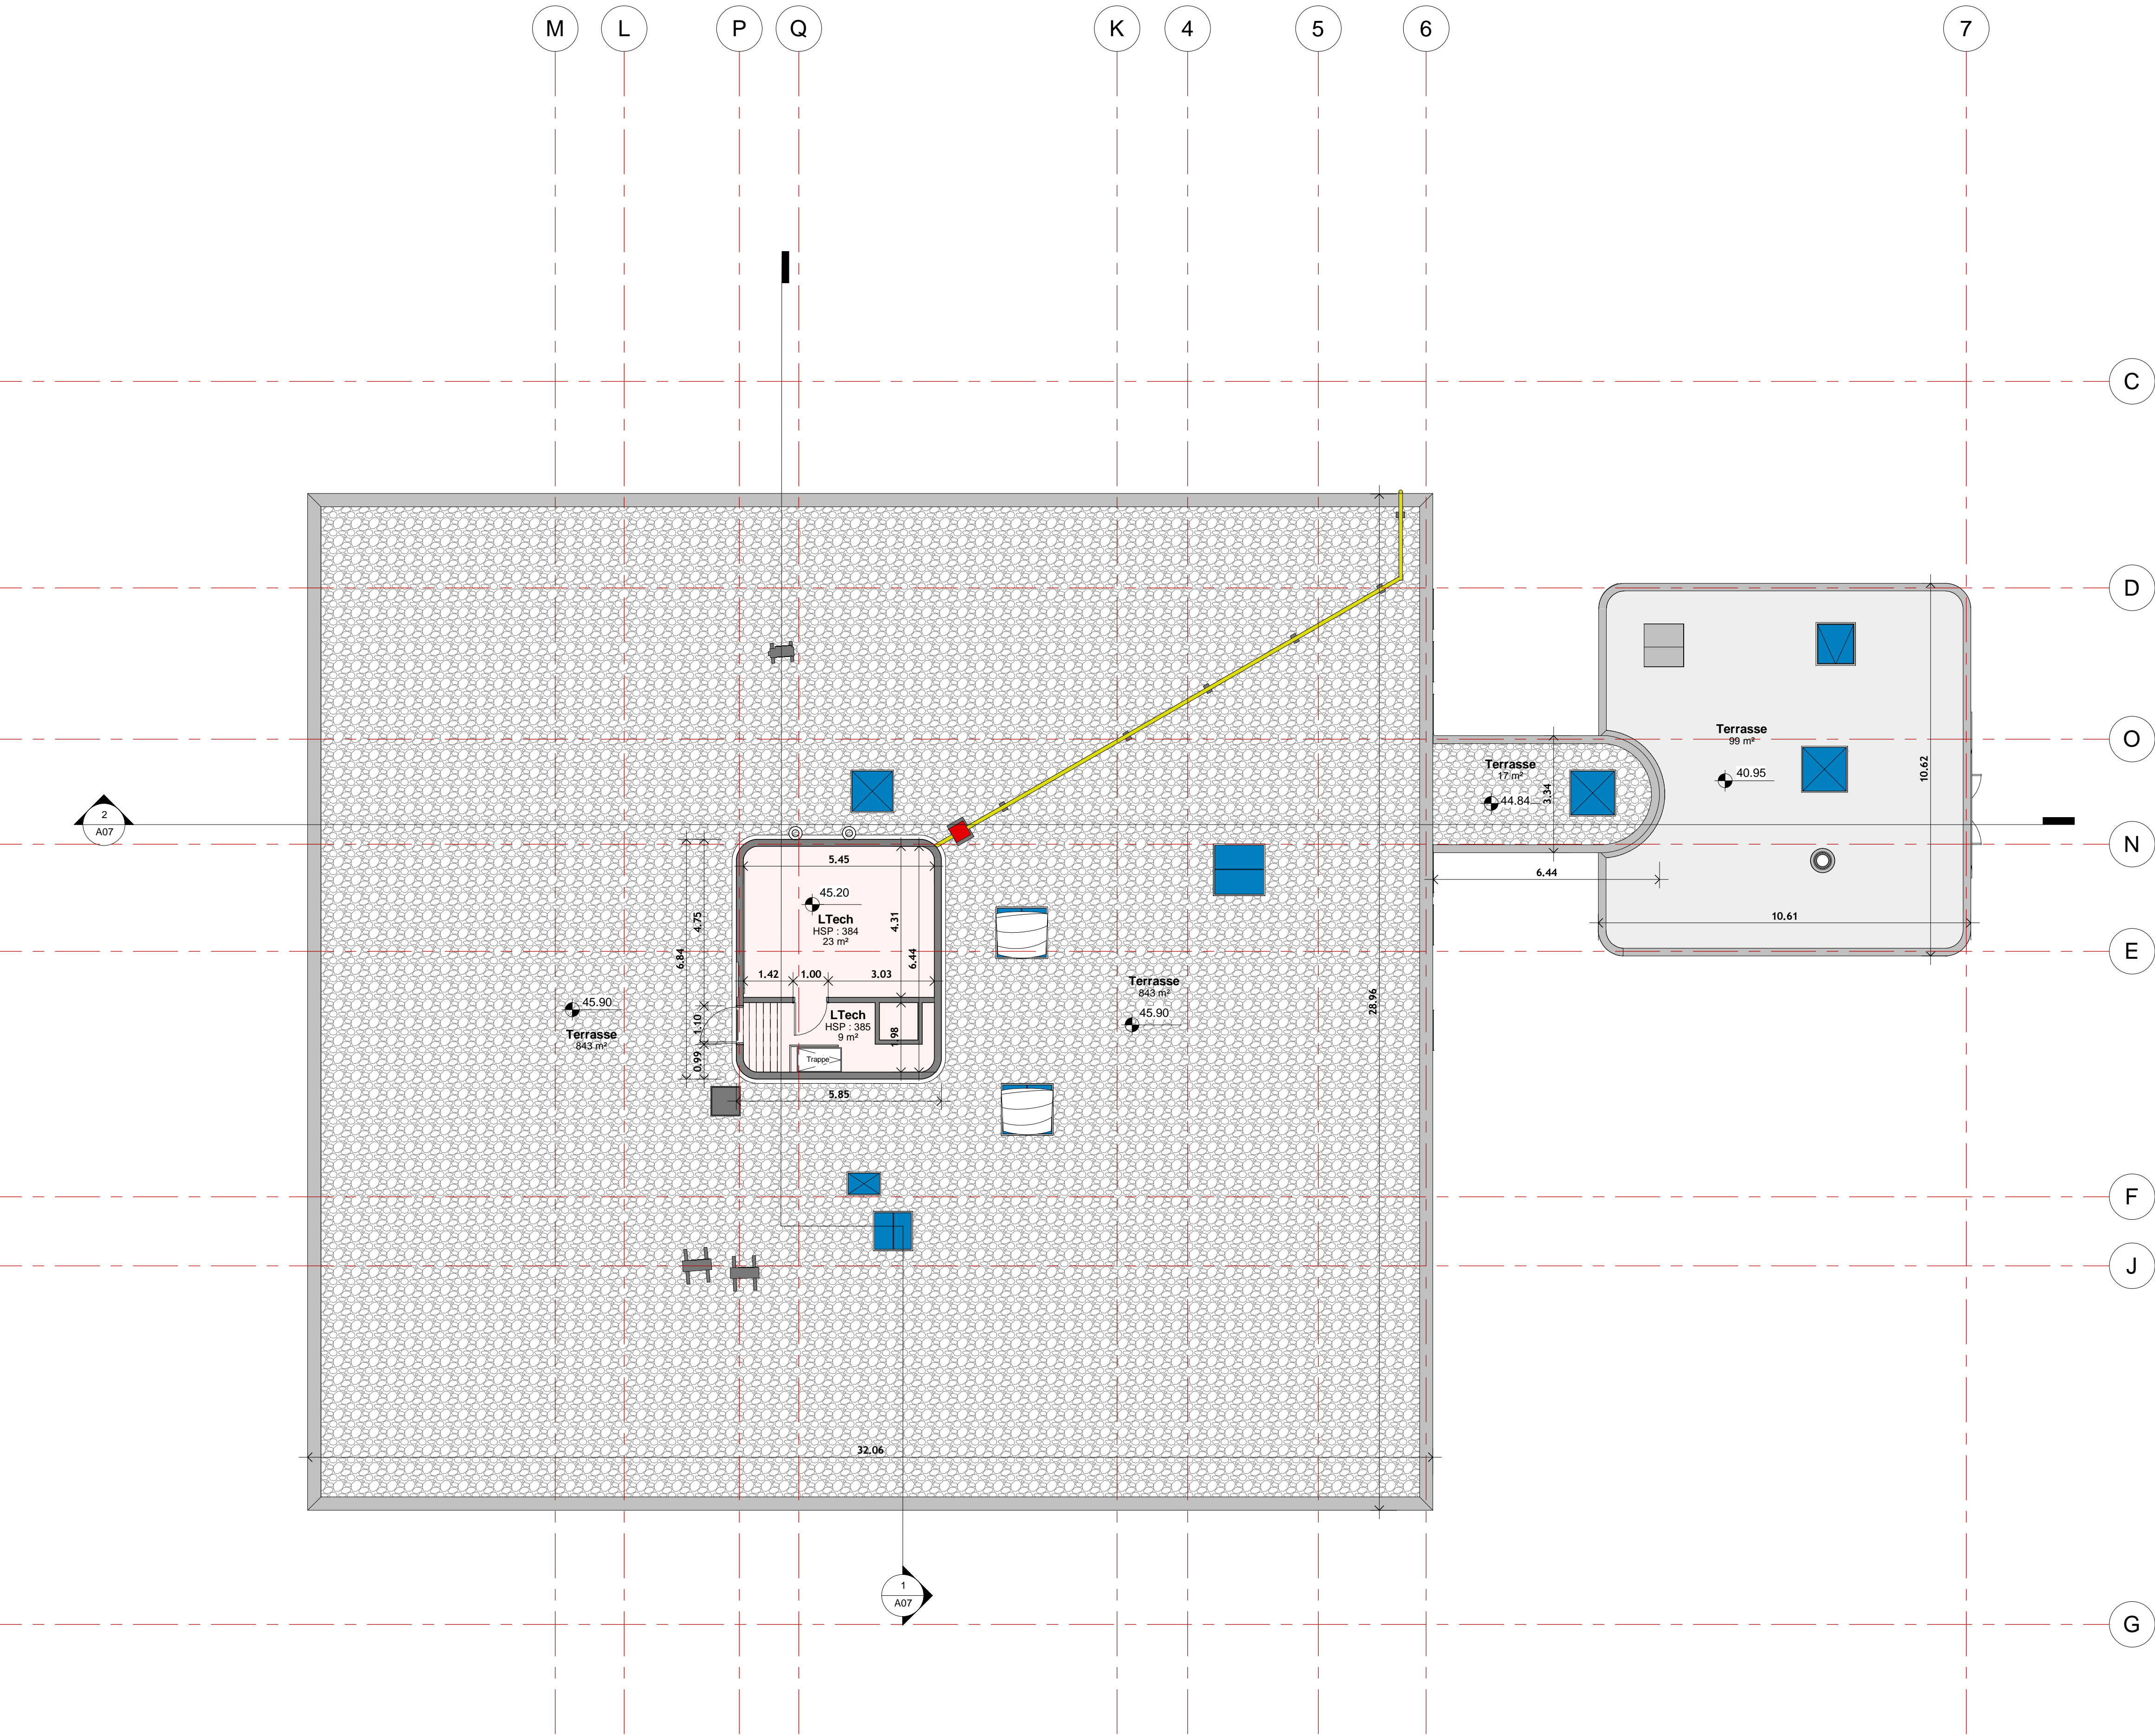 M L P Q K 4 5 6 7
C
D
O
N
E
F
J
G
2
A07
1
A07
5.45
45.20
LTech
HSP : 384
23 m²
4.31
6.44
4.75
6.84
1.42
1.00
3.03
1.10
0.99
LTech
HSP : 385
9 m²
1.98
Trappe
5.85
45.90
Terrasse
843 m²
Terrasse
843 m²
45.90
28.96
32.06
Terrasse
17 m²
44.84
3.34
6.44
Terrasse
99 m²
40.95
10.62
10.61